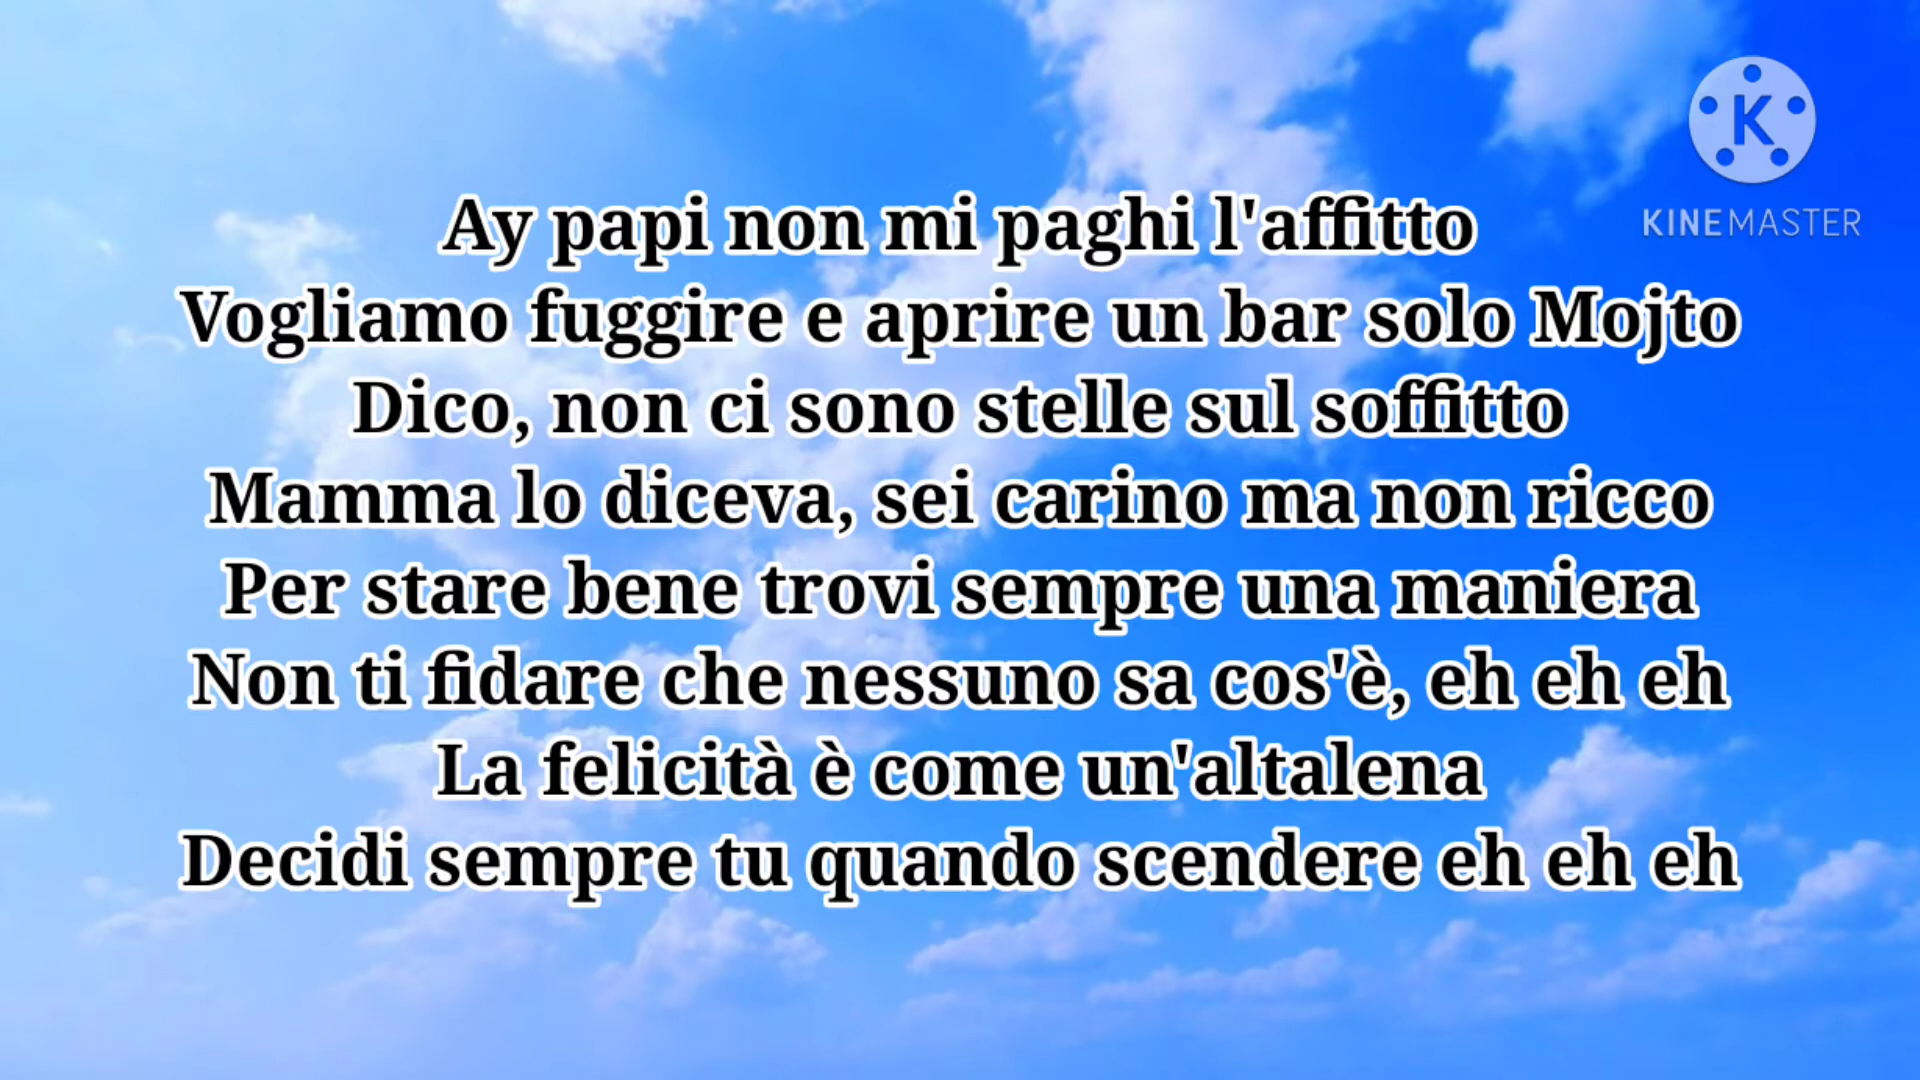 K
KINEMASTER
Ay papi non mi paghi l'affitto
Vogliamo fuggire e aprire un bar solo Mojto
Dico, non ci sono stelle sul soffitto
Mamma lo diceva, sei carino ma non ricco
Per stare bene trovi sempre una maniera
Non ti fidare che nessuno sa cos'è, eh eh eh
La felicità è come un'altalena
Decidi sempre tu quando scendere eh eh eh